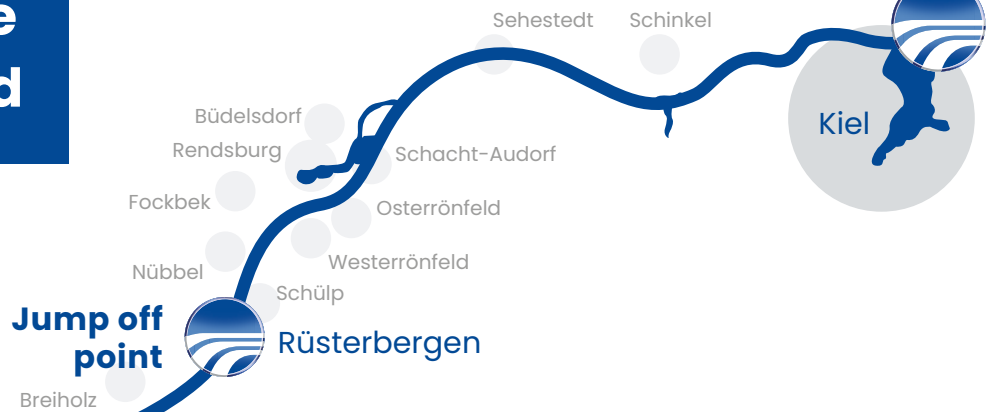 Sehestedt
Schinkel
Büdelsdorf
Rendsburg
Schacht-Audorf
Kiel
Fockbek
Osterrönfeld
Nübbel
Westerrönfeld
Schülp
Jump off
point
Rüsterbergen
Breiholz